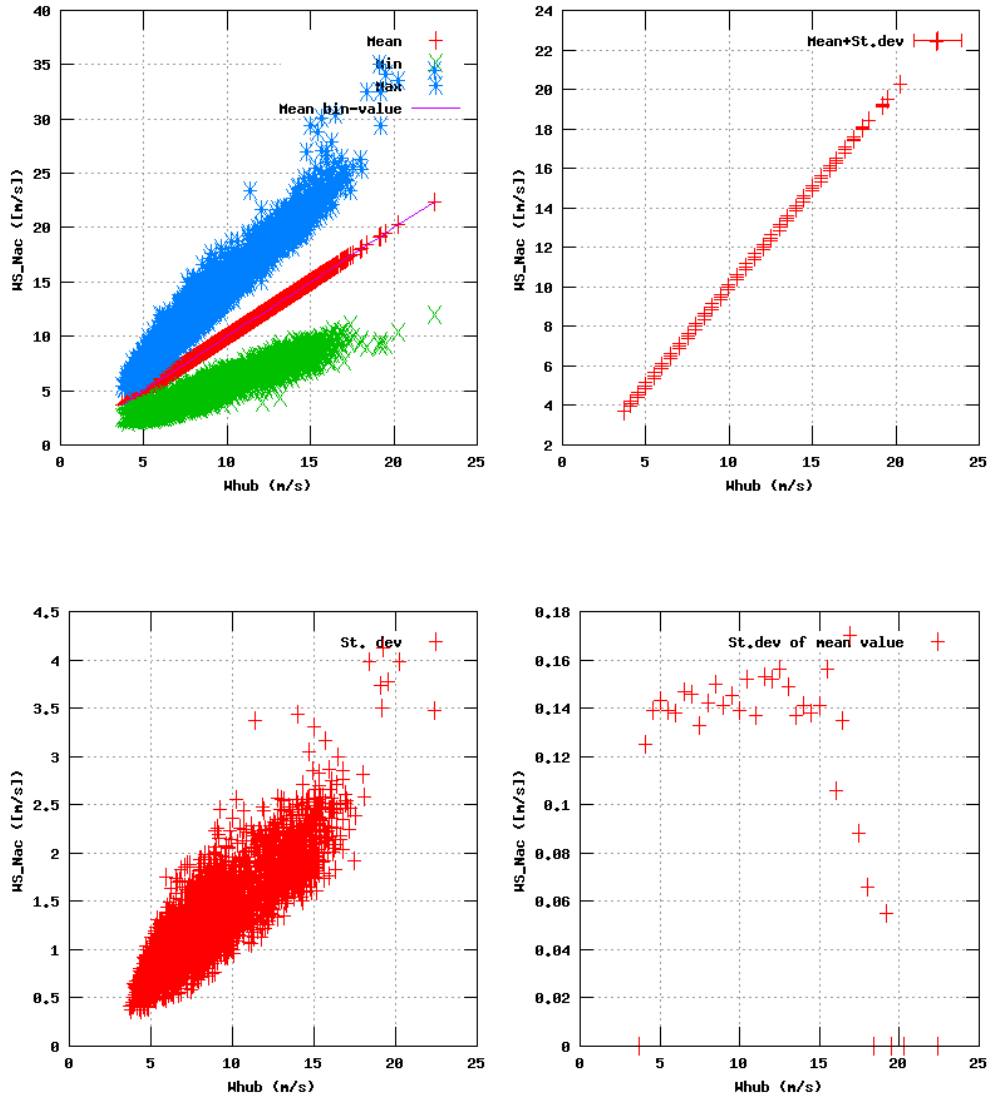 40
35
30
25
20
15
10
5
0
0 5 10 15 20 25
WS_Nac ([m/s])
Whub (m/s)
Mean
Min
Max
Mean bin-value
24
22
20
18
16
14
12
10
8
6
4
2
0 5 10 15 20 25
WS_Nac ([m/s])
Whub (m/s)
Mean+St.dev
4.5
4
3.5
3
2.5
2
1.5
1
0.5
0
0 5 10 15 20 25
WS_Nac ([m/s])
Whub (m/s)
St. dev
0.18
0.16
0.14
0.12
0.1
0.08
0.06
0.04
0.02
0
0 5 10 15 20 25
WS_Nac ([m/s])
Whub (m/s)
St.dev of mean value